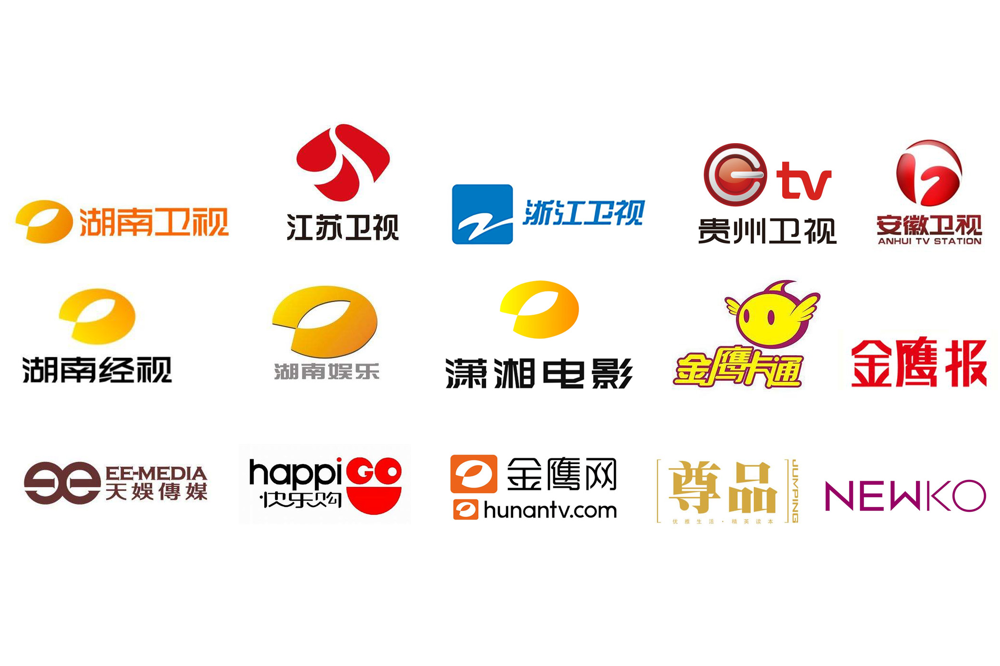 湖南卫视
江苏卫视
浙江卫视
tv
贵州卫视
安徽卫视
ANHUI TV STATION
湖南经视
湖南娱乐
潇湘电影
金鹰卡通
金鹰报
EE-MEDIA
天娱傳媒
happiGO
快乐购
金鹰网
hunantv.com
尊品
JUMPING
NEWKO